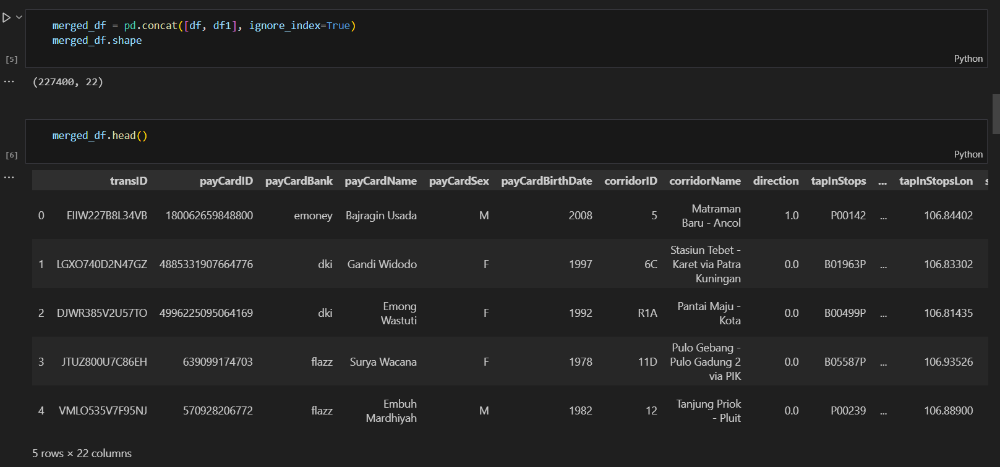 merged_df = pd.concat([df, df1], ignore_index=True)
merged_df.shape
[5]
Python
... (227400, 22)
merged_df.head()
[6]
Python
...
transID payCardID payCardBank payCardName payCardSex payCardBirthDate corridorID corridorName direction tapInStops ... tapInStopsLon s
0 EIIW227B8L34VB 180062659848800 emoney Bajragin Usada M 2008 5 Matraman Baru - Ancol 1.0 P00142 ... 106.84402
1 LGXO740D2N47GZ 4885331907664776 dki Gandi Widodo F 1997 6C Stasiun Tebet - Karet via Patra Kuningan 0.0 B01963P ... 106.83302
2 DJWR385V2U57TO 4996225095064169 dki Emong Wastuti F 1992 R1A Pantai Maju - Kota 0.0 B00499P ... 106.81435
3 JTUZ800U7C86EH 639099174703 flazz Surya Wacana F 1978 11D Pulo Gebang - Pulo Gadung 2 via PIK 0.0 B05587P ... 106.93526
4 VMLO535V7F95NJ 570928206772 flazz Embuh Mardhiyah M 1982 12 Tanjung Priok - Pluit 0.0 P00239 ... 106.88900
5 rows × 22 columns